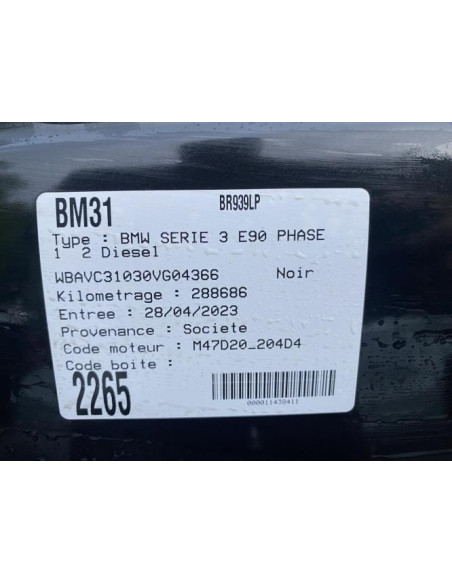 BM31 BR939LP
Type : BMW SERIE 3 E90 PHASE
1 2 Diesel
WBAVC31030VG04366 Noir
Kilometrage : 288686
Entree : 28/04/2023
Provenance : Societe
Code moteur : M47D20_204D4
Code boite :
2265
000011430411